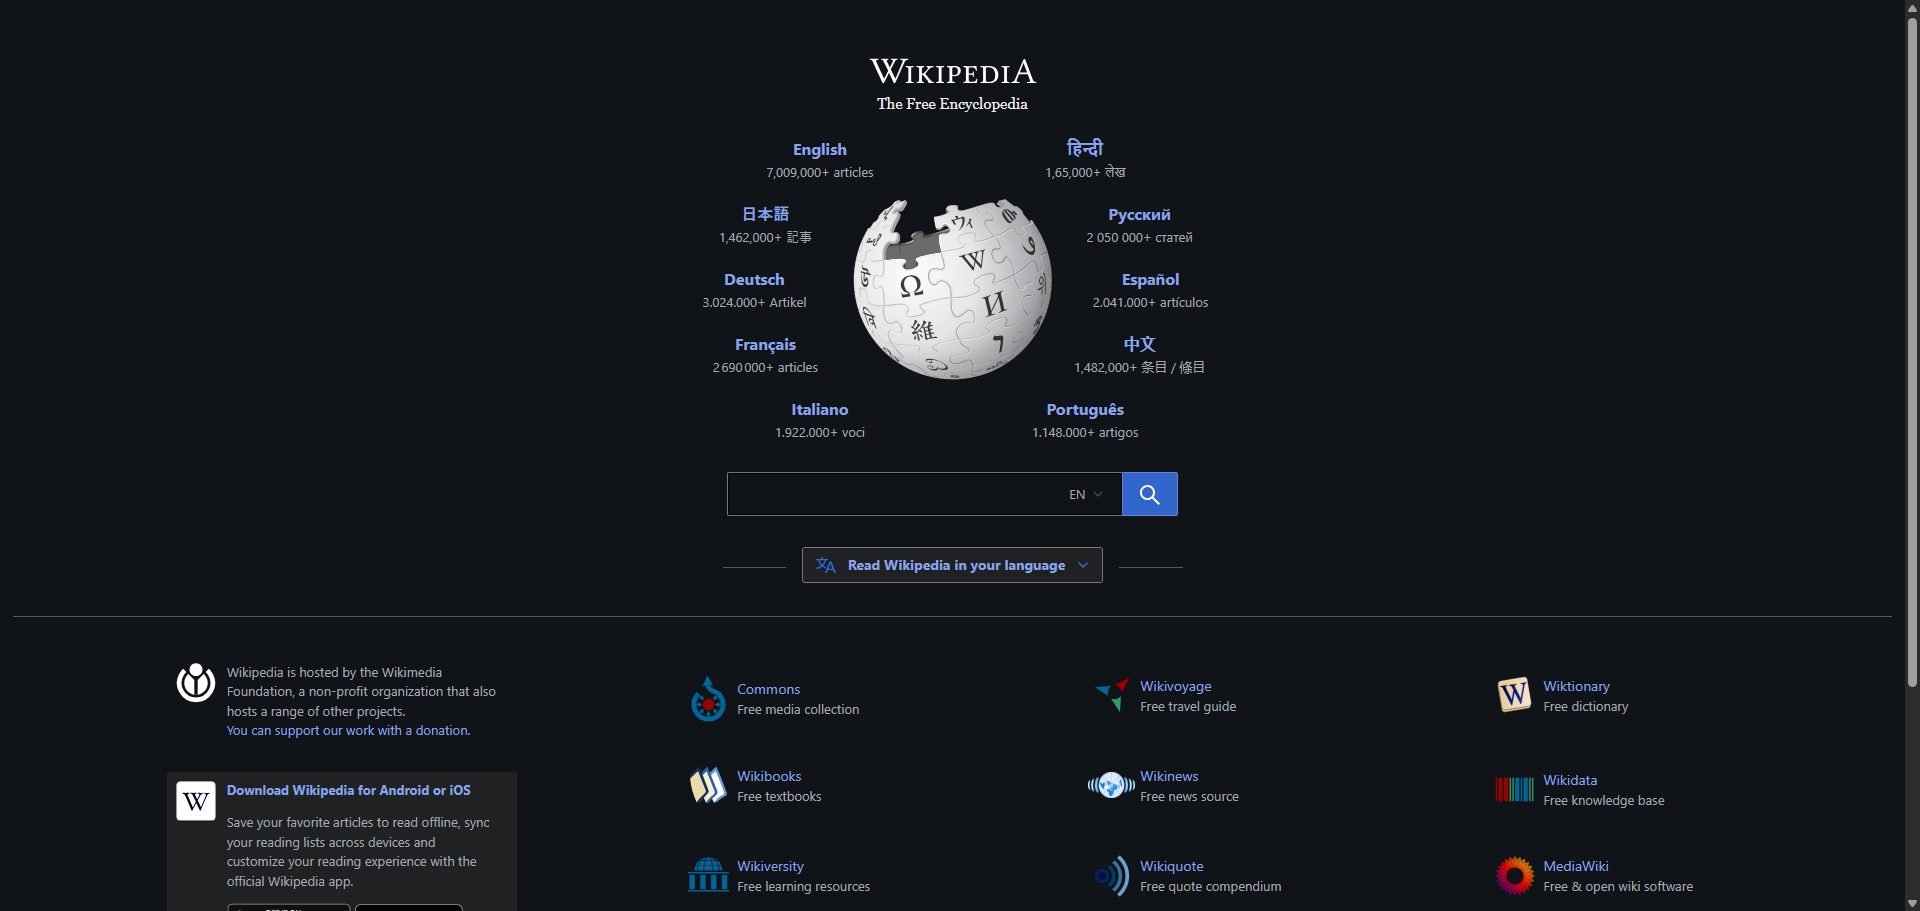 WIKIPEDIA
The Free Encyclopedia
English
7,009,000+ articles
हिन्दी
1,65,000+ लेख
日本語
1,462,000+ 記事
Русский
2 050 000+ статей
Deutsch
3.024.000+ Artikel
Español
2.041.000+ artículos
Français
2 690 000+ articles
中文
1,482,000+ 条目 / 條目
Italiano
1.922.000+ voci
Português
1.148.000+ artigos
Ω
W
И
維
ウィ
EN
Read Wikipedia in your language
Wikipedia is hosted by the Wikimedia
Foundation, a non-profit organization that also
hosts a range of other projects.
You can support our work with a donation.
W
Download Wikipedia for Android or iOS
Save your favorite articles to read offline, sync
your reading lists across devices and
customize your reading experience with the
official Wikipedia app.
Commons
Free media collection
Wikivoyage
Free travel guide
W
Wiktionary
Free dictionary
Wikibooks
Free textbooks
Wikinews
Free news source
Wikidata
Free knowledge base
Wikiversity
Free learning resources
Wikiquote
Free quote compendium
MediaWiki
Free & open wiki software